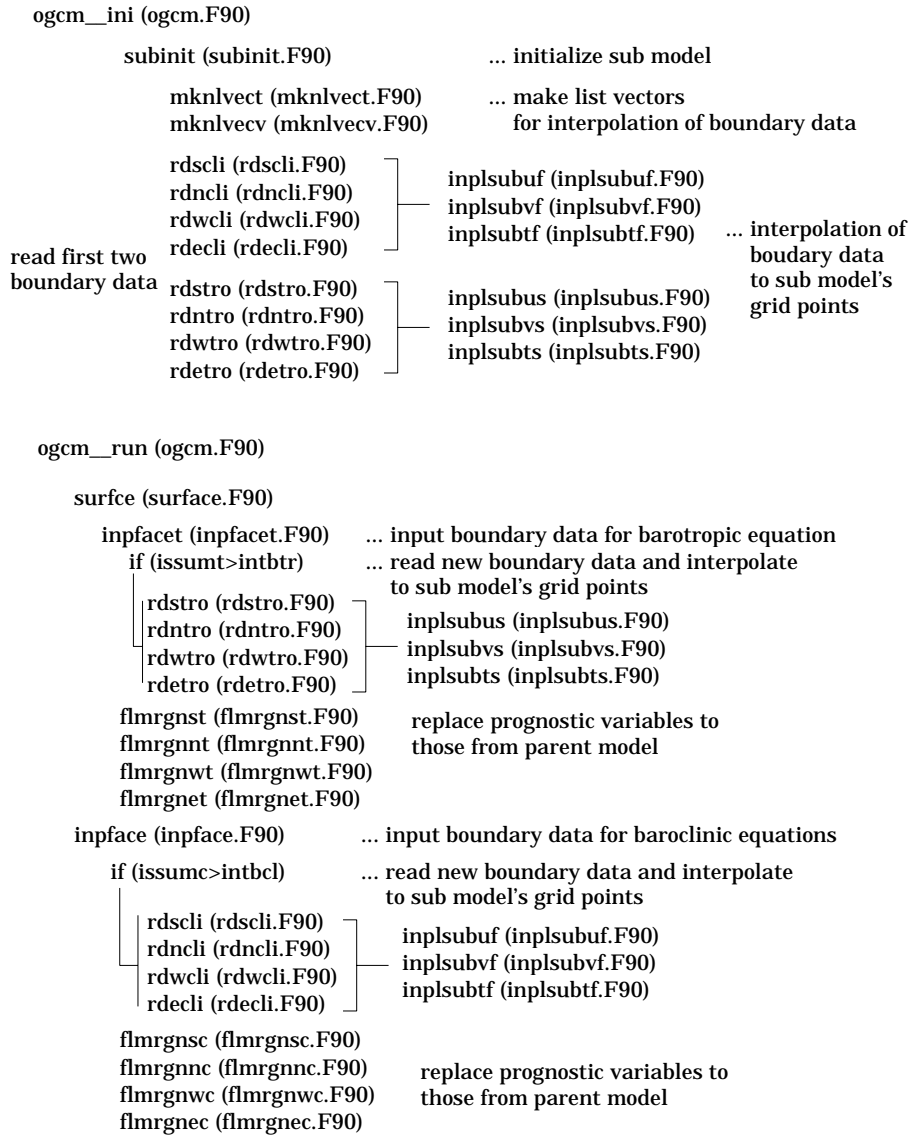 ogcm__ini (ogcm.F90)
subinit (subinit.F90) ... initialize sub model
mknlvect (mknlvect.F90) ... make list vectors
mknlvecv (mknlvecv.F90) for interpolation of boundary data
rdscli (rdscli.F90)
rdncli (rdncli.F90)
rdwcli (rdwcli.F90)
rdecli (rdecli.F90)
inplsubuf (inplsubuf.F90)
inplsubvf (inplsubvf.F90)
inplsubtf (inplsubtf.F90)
... interpolation of
boudary data
to sub model's
grid points
read first two
boundary data
rdstro (rdstro.F90)
rdntro (rdntro.F90)
rdwtro (rdwtro.F90)
rdetro (rdetro.F90)
inplsubus (inplsubus.F90)
inplsubvs (inplsubvs.F90)
inplsubts (inplsubts.F90)
ogcm__run (ogcm.F90)
surfce (surface.F90)
inpfacet (inpfacet.F90) ... input boundary data for barotropic equation
if (issumt>intbtr) ... read new boundary data and interpolate
to sub model's grid points
rdstro (rdstro.F90)
rdntro (rdntro.F90)
rdwtro (rdwtro.F90)
rdetro (rdetro.F90)
inplsubus (inplsubus.F90)
inplsubvs (inplsubvs.F90)
inplsubts (inplsubts.F90)
flmrgnst (flmrgnst.F90)
flmrgnnt (flmrgnnt.F90)
flmrgnwt (flmrgnwt.F90)
flmrgnet (flmrgnet.F90)
replace prognostic variables to
those from parent model
inpface (inpface.F90) ... input boundary data for baroclinic equations
if (issumc>intbcl) ... read new boundary data and interpolate
to sub model's grid points
rdscli (rdscli.F90)
rdncli (rdncli.F90)
rdwcli (rdwcli.F90)
rdecli (rdecli.F90)
inplsubuf (inplsubuf.F90)
inplsubvf (inplsubvf.F90)
inplsubtf (inplsubtf.F90)
flmrgnsc (flmrgnsc.F90)
flmrgnnc (flmrgnnc.F90)
flmrgnwc (flmrgnwc.F90)
flmrgnec (flmrgnec.F90)
replace prognostic variables to
those from parent model